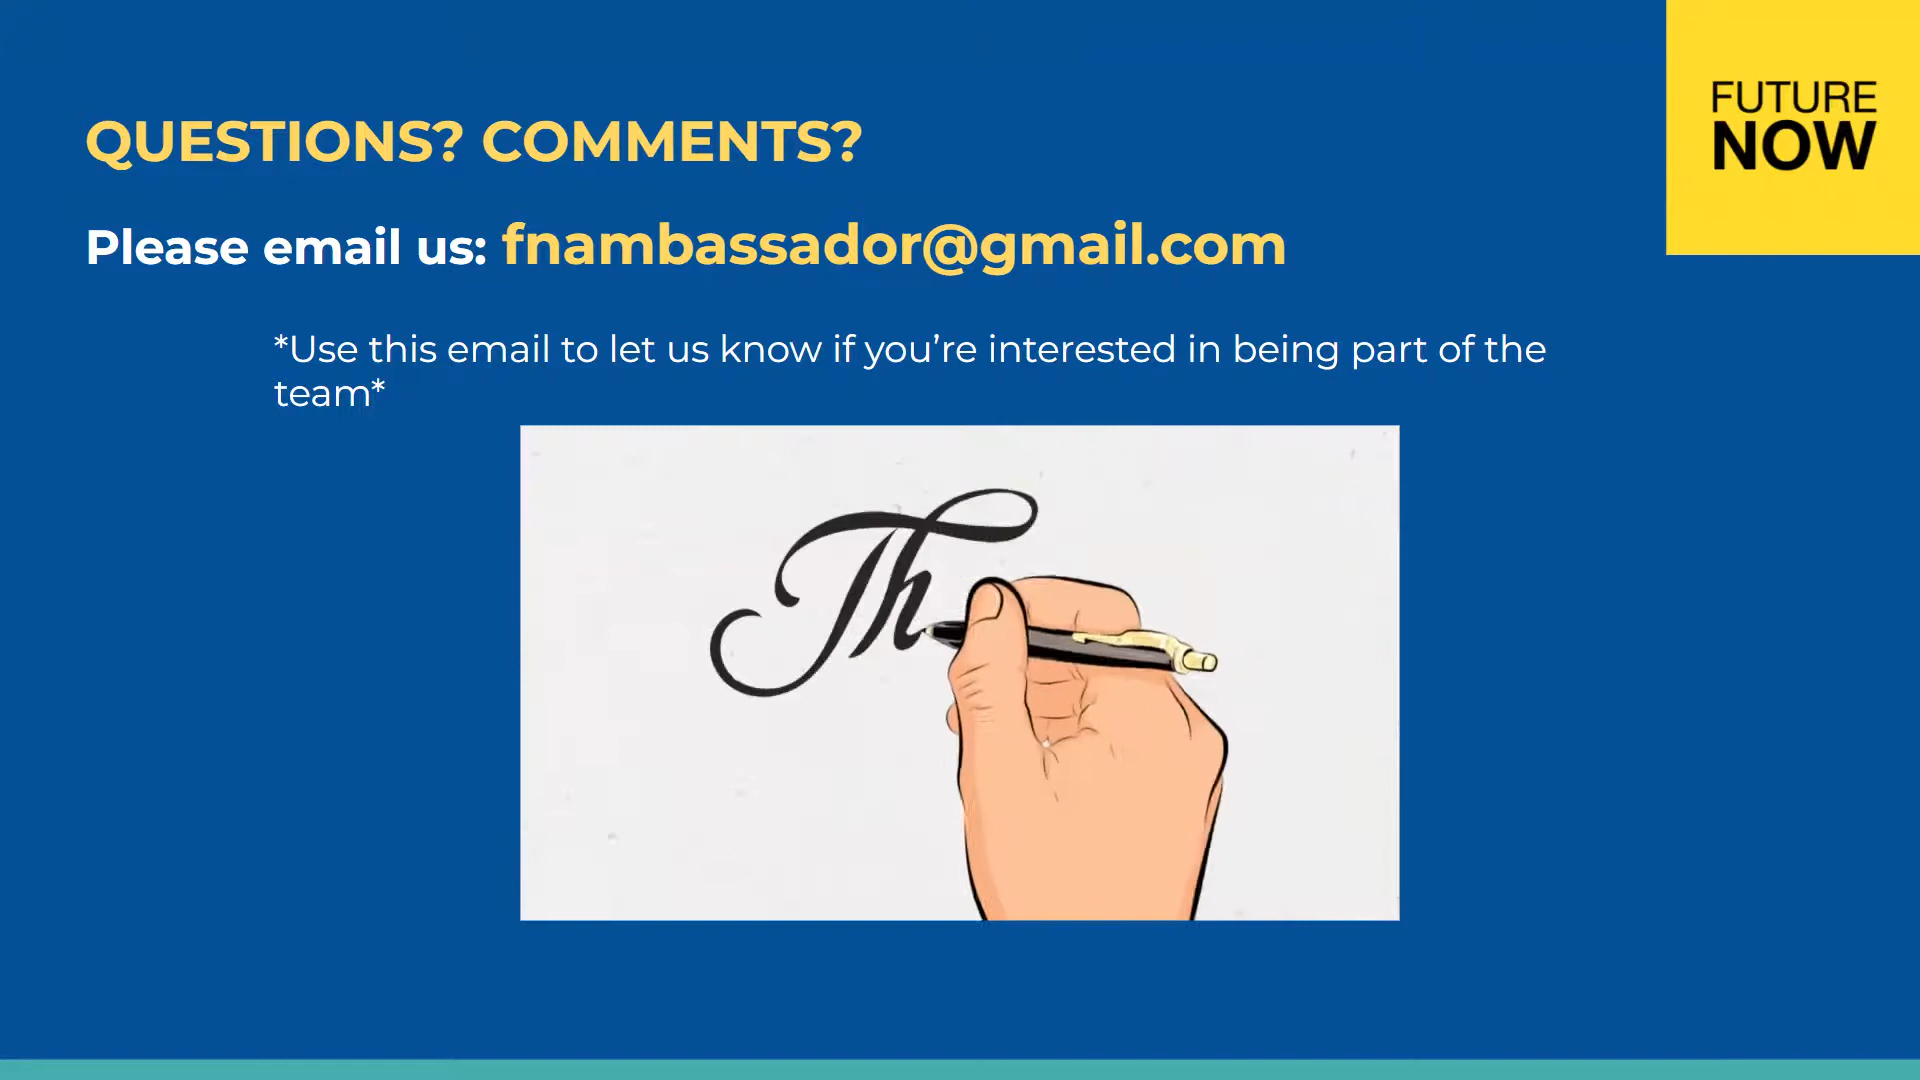 FUTURE
NOW
QUESTIONS? COMMENTS?
Please email us: fnambassador@gmail.com
*Use this email to let us know if you’re interested in being part of the
team*
Th